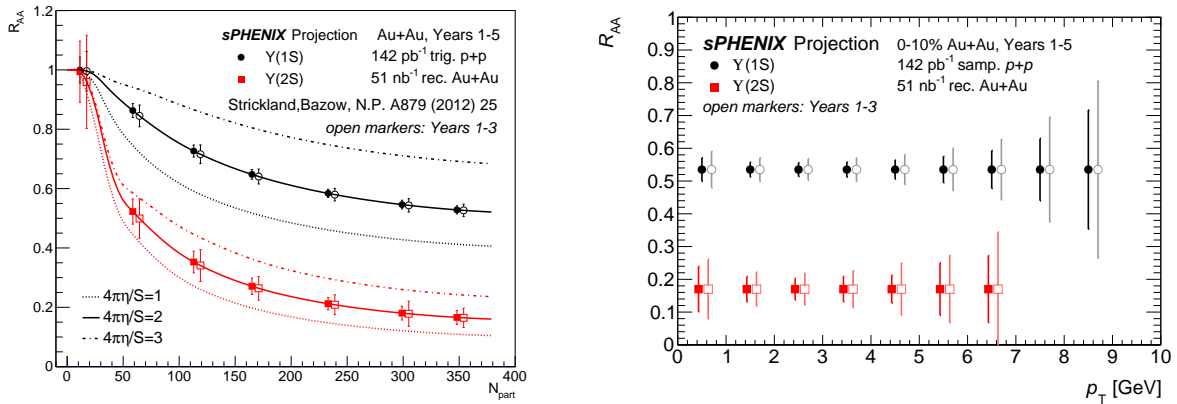 R_AA
1.2
1
0.8
0.6
0.4
0.2
0
0 50 100 150 200 250 300 350 400
N_part
sPHENIX Projection Au+Au, Years 1-5
Υ(1S) 142 pb⁻¹ trig. p+p
Υ(2S) 51 nb⁻¹ rec. Au+Au
Strickland,Bazow, N.P. A879 (2012) 25
open markers: Years 1-3
4πη/S=1
4πη/S=2
4πη/S=3
R_AA
1
0.9
0.8
0.7
0.6
0.5
0.4
0.3
0.2
0.1
0
0 1 2 3 4 5 6 7 8 9 10
p_T [GeV]
sPHENIX Projection 0-10% Au+Au, Years 1-5
Υ(1S) 142 pb⁻¹ samp. p+p
Υ(2S) 51 nb⁻¹ rec. Au+Au
open markers: Years 1-3